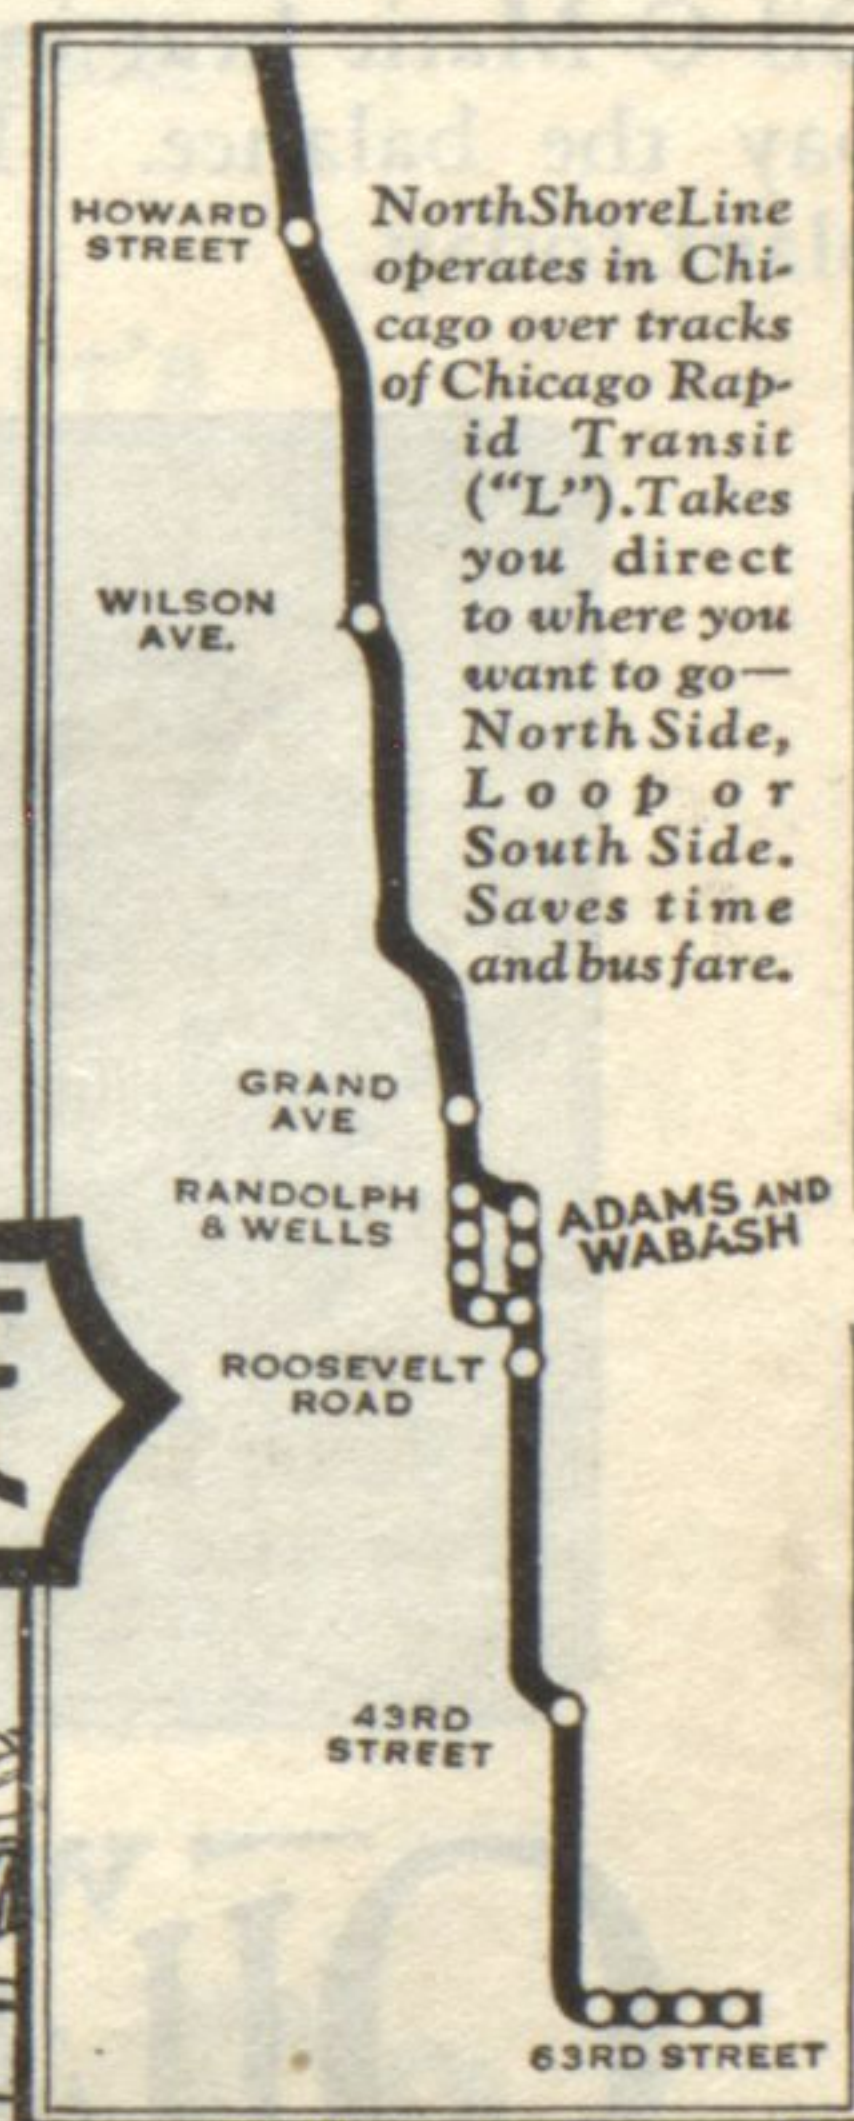 HOWARD
STREET
NorthShoreLine
operates in Chi-
cago over tracks
of Chicago Rap-
id Transit
("L"). Takes
you direct
to where you
want to go—
North Side,
Loop or
South Side.
Saves time
and bus fare.
WILSON
AVE.
GRAND
AVE
RANDOLPH
& WELLS
ADAMS AND
WABASH
ROOSEVELT
ROAD
43RD
STREET
63RD STREET